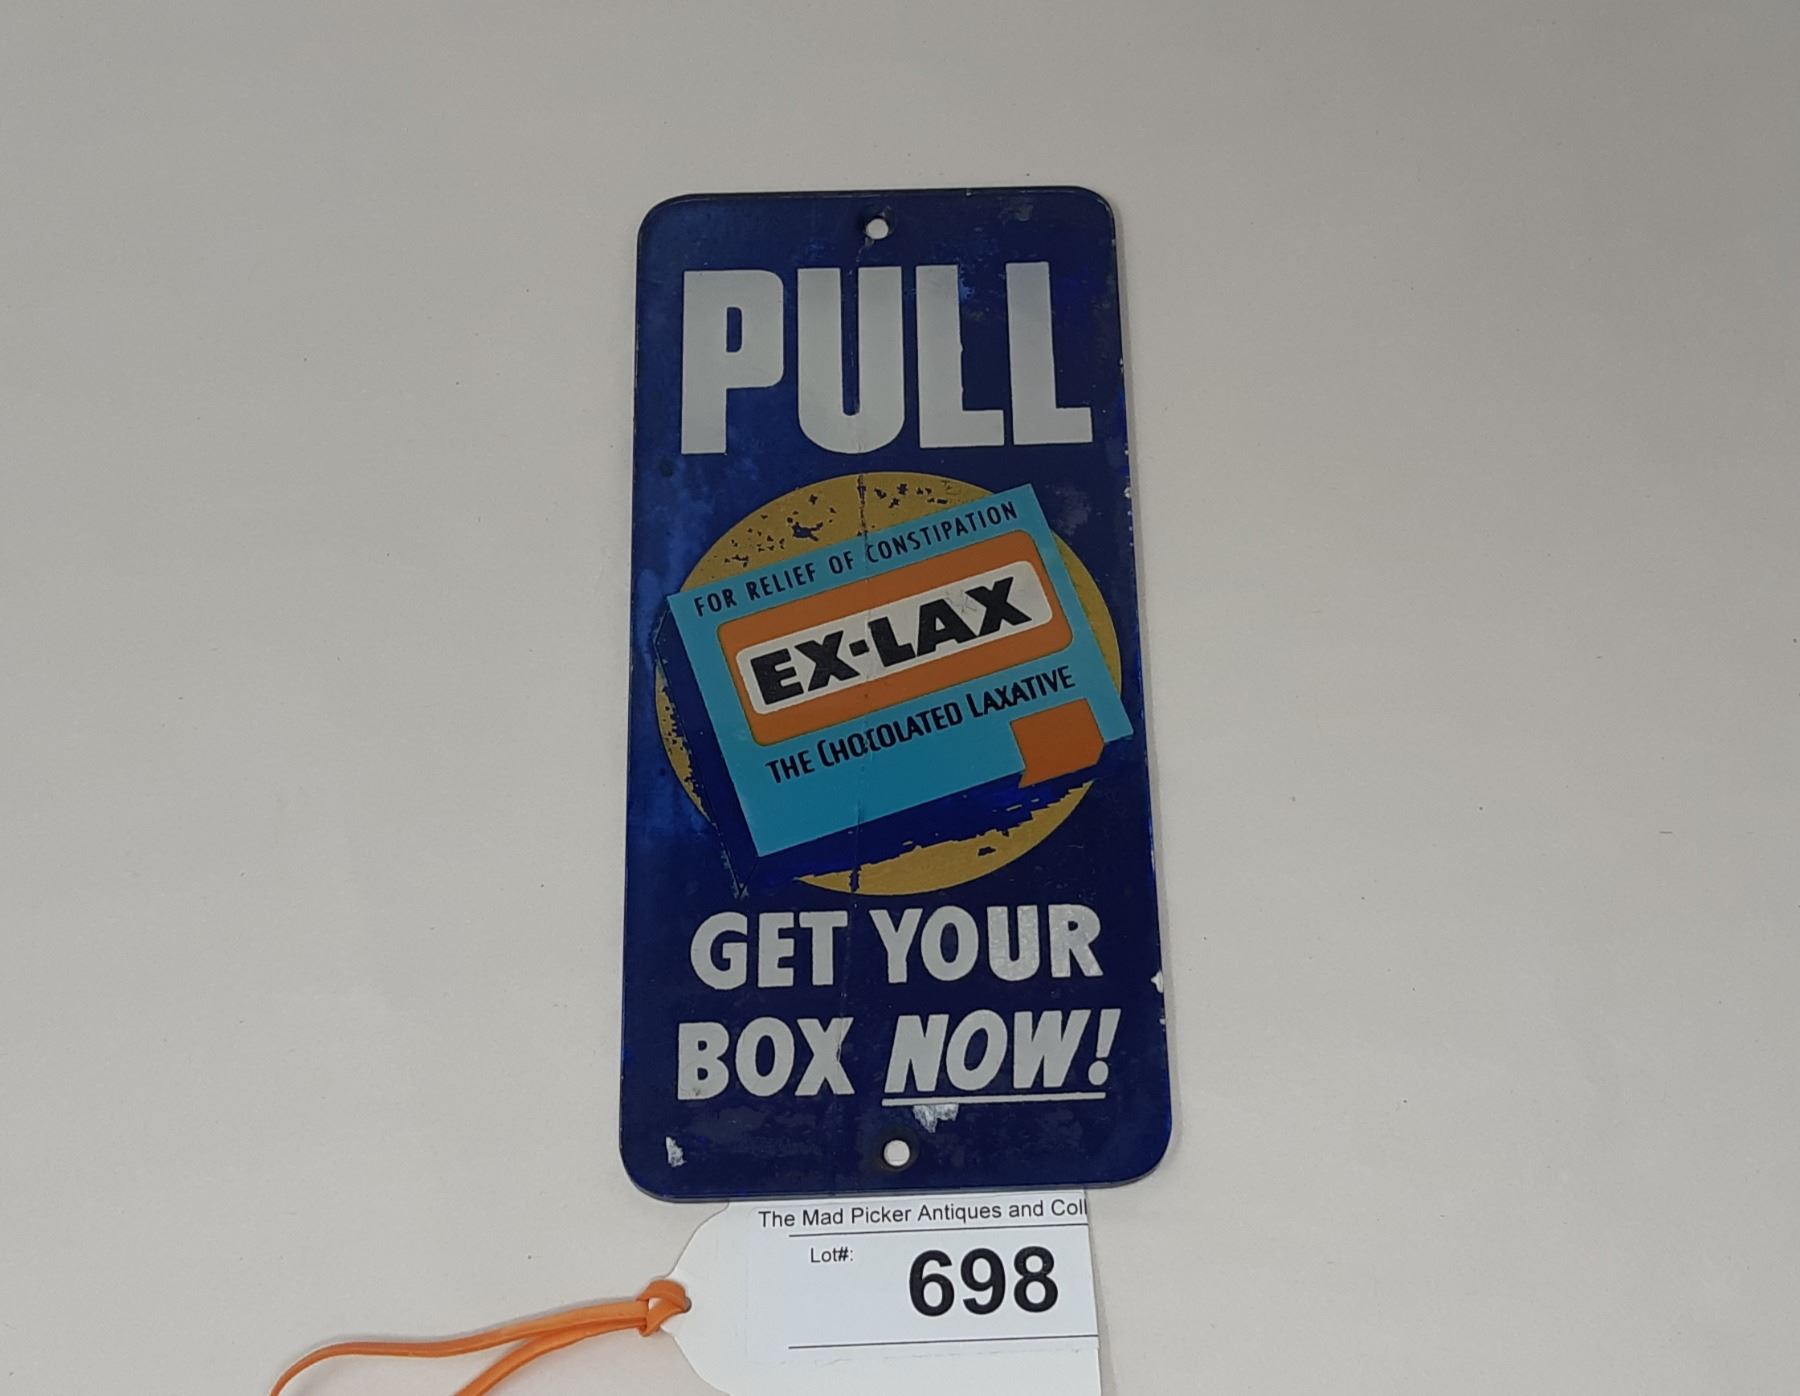 PULL
FOR RELIEF OF CONSTIPATION
EX-LAX
THE CHOCOLATED LAXATIVE
GET YOUR
BOX NOW!
The Mad Picker Antiques and Coll
Lot#:
698